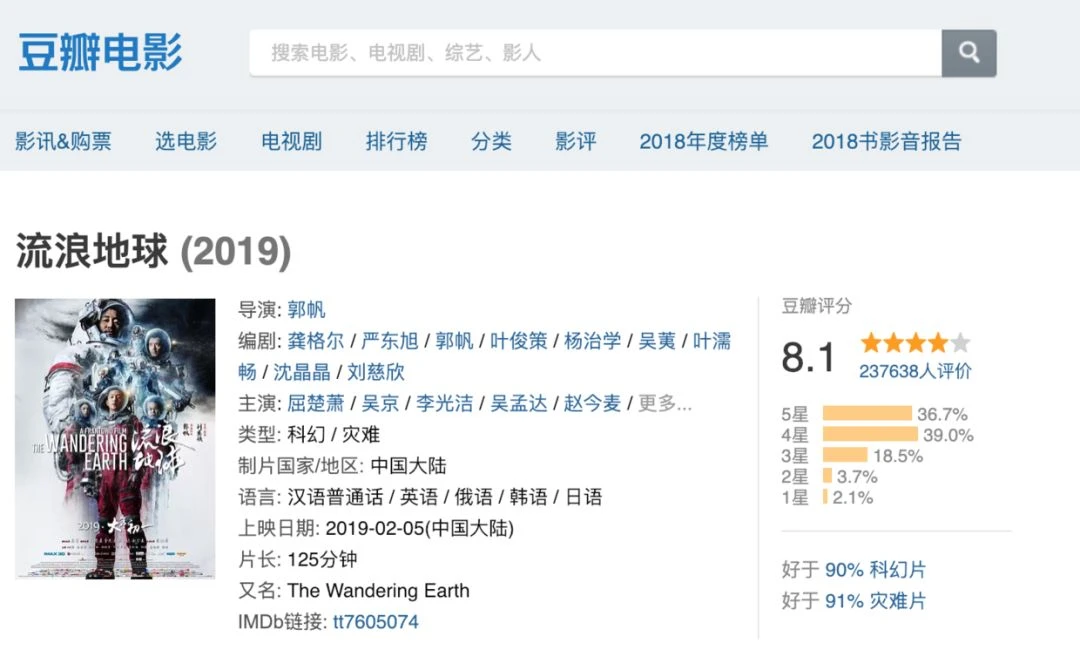 豆瓣电影
搜索电影、电视剧、综艺、影人
影讯&购票 选电影 电视剧 排行榜 分类 影评 2018年度榜单 2018书影音报告
流浪地球 (2019)
A FRANT GWO FILM
THE WANDERING EARTH
流浪地球
2019·大年初一
导演: 郭帆
编剧: 龚格尔 / 严东旭 / 郭帆 / 叶俊策 / 杨治学 / 吴荑 / 叶濡
畅 / 沈晶晶 / 刘慈欣
主演: 屈楚萧 / 吴京 / 李光洁 / 吴孟达 / 赵今麦 / 更多...
类型: 科幻 / 灾难
制片国家/地区: 中国大陆
语言: 汉语普通话 / 英语 / 俄语 / 韩语 / 日语
上映日期: 2019-02-05(中国大陆)
片长: 125分钟
又名: The Wandering Earth
IMDb链接: tt7605074
豆瓣评分
8.1
237638人评价
5星 36.7%
4星 39.0%
3星 18.5%
2星 3.7%
1星 2.1%
好于 90% 科幻片
好于 91% 灾难片